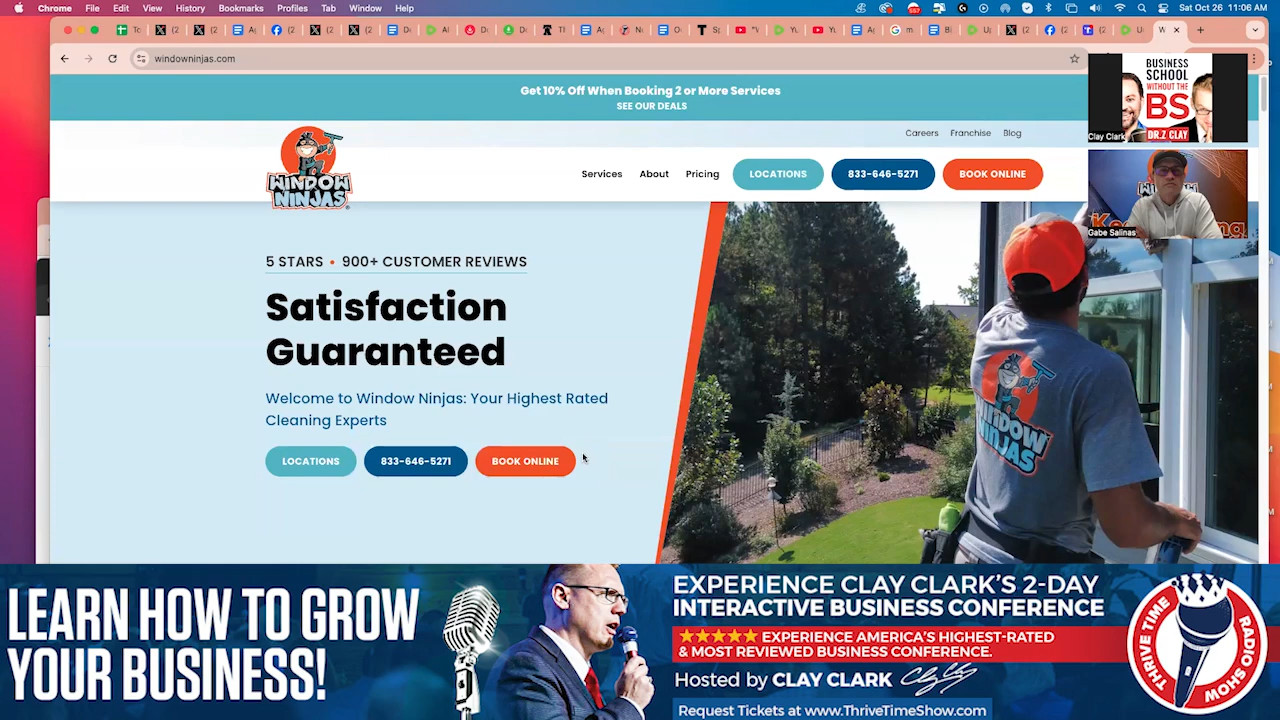 Chrome File Edit View History Bookmarks Profiles Tab Window Help
Sat Oct 26 11:06 AM
windowninjas.com
Get 10% Off When Booking 2 or More Services
SEE OUR DEALS
Careers Franchise Blog
WINDOW
NINJAS
Services About Pricing LOCATIONS 833-646-5271 BOOK ONLINE
BUSINESS
SCHOOL
WITHOUT THE
BS
DR.Z CLAY
Clay Clark
Gabe Salinas
5 STARS • 900+ CUSTOMER REVIEWS
Satisfaction
Guaranteed
Welcome to Window Ninjas: Your Highest Rated
Cleaning Experts
LOCATIONS 833-646-5271 BOOK ONLINE
WINDOW
NINJAS
LEARN HOW TO GROW
YOUR BUSINESS!
EXPERIENCE CLAY CLARK'S 2-DAY
INTERACTIVE BUSINESS CONFERENCE
EXPERIENCE AMERICA'S HIGHEST-RATED
& MOST REVIEWED BUSINESS CONFERENCE.
Hosted by CLAY CLARK
Request Tickets at www.ThriveTimeShow.com
THRIVE TIME
RADIO SHOW